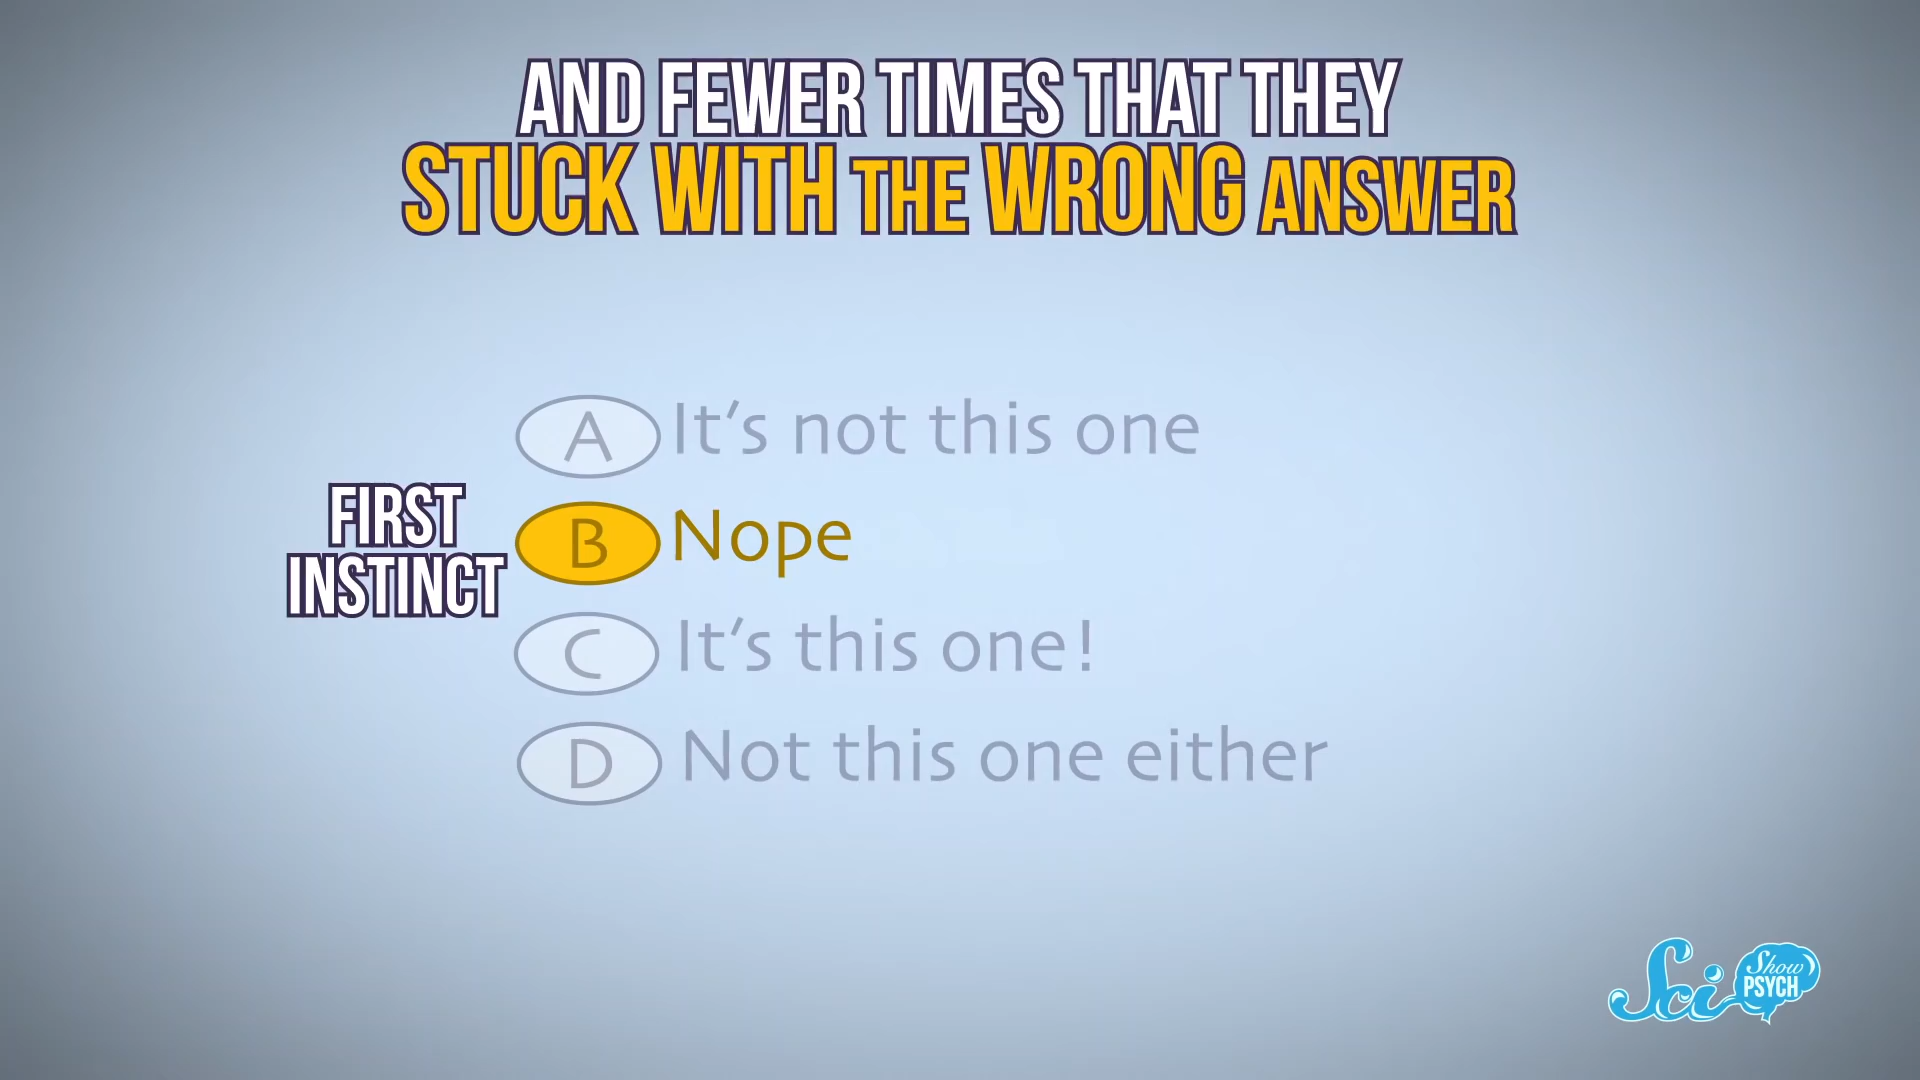 AND FEWER TIMES THAT THEY
STUCK WITH THE WRONG ANSWER
A It's not this one
FIRST
INSTINCT
B Nope
C It's this one!
D Not this one either
Sci Show
PSYCH